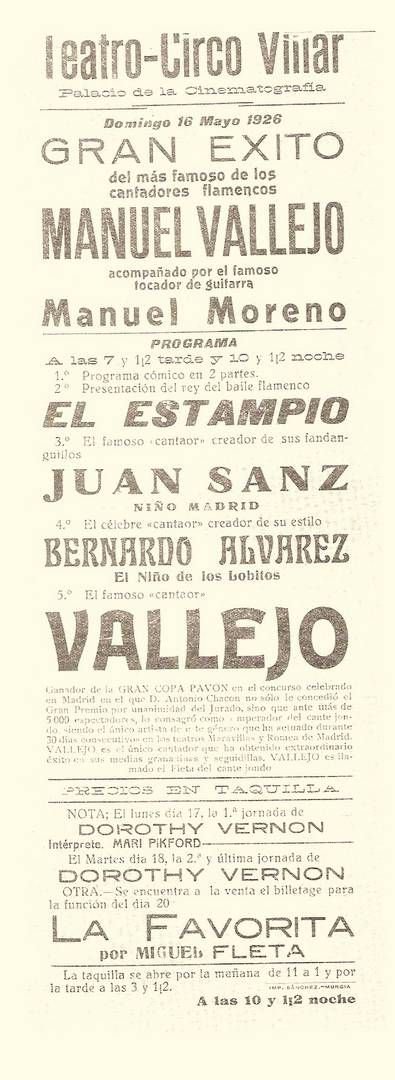 Teatro-Circo Villar
Palacio de la Cinematografía
Domingo 16 Mayo 1926
GRAN EXITO
del más famoso de los
cantadores flamencos
MANUEL VALLEJO
acompañado por el famoso
tocador de guitarra
Manuel Moreno
PROGRAMA
A las 7 y 1¡2 tarde y 10 y 1¡2 noche
1.º Programa cómico en 2 partes.
2º Presentación del rey del baile flamenco
EL ESTAMPIO
3.º El famoso «cantaor» creador de sus fandan-
guillos
JUAN SANZ
NIÑO MADRID
4.º El célebre «cantaor» creador de su estilo
BERNARDO ALVAREZ
El Niño de los Lobitos
5.º El famoso «cantaor»
VALLEJO
Ganador de la GRAN COPA PAVON en el concurso celebrado
en Madrid en el que D. Antonio Chacon no sólo le concedió el
Gran Premio por unanimidad del Jurado, sino que ante más de
5 000 espectadores, lo consagró como emperador del cante jon-
do siendo el único artista de este género que ha actuado durante
30 días consecutivos en los teatros Maravillas y Romea de Madrid.
VALLEJO es el único cantador que ha obtenido extraordinario
éxito en sus medias granadinas y seguidillas. VALLEJO es lla-
mado el Fleta del cante jondo
PRECIOS EN TAQUILLA
NOTA; El lunes día 17, la 1.ª jornada de
DOROTHY VERNON
Intérprete. MARI PiKFORD
El Martes día 18, la 2.ª y última jornada de
DOROTHY VERNON
OTRA.—Se encuentra a la venta el billetage para
la función del día 20
LA FAVORITA
por MIGUEL FLETA
La taquilla se abre por la mañana de 11 a 1 y por
la tarde a las 3 y 1¡2.
IMP. SÁNCHEZ.-MURCIA
A las 10 y 1¡2 noche